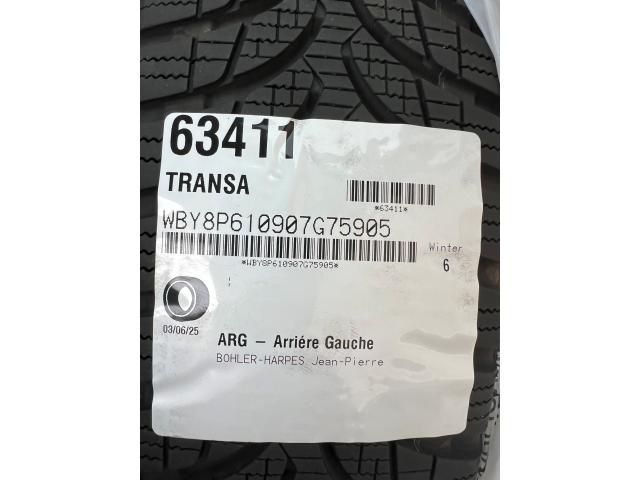 63411
TRANSA
*63411*
WBY8P610907G75905
Winter
*WBY8P610907G75905*
6
03/06/25
ARG – Arriére Gauche
BOHLER-HARPES Jean-Pierre